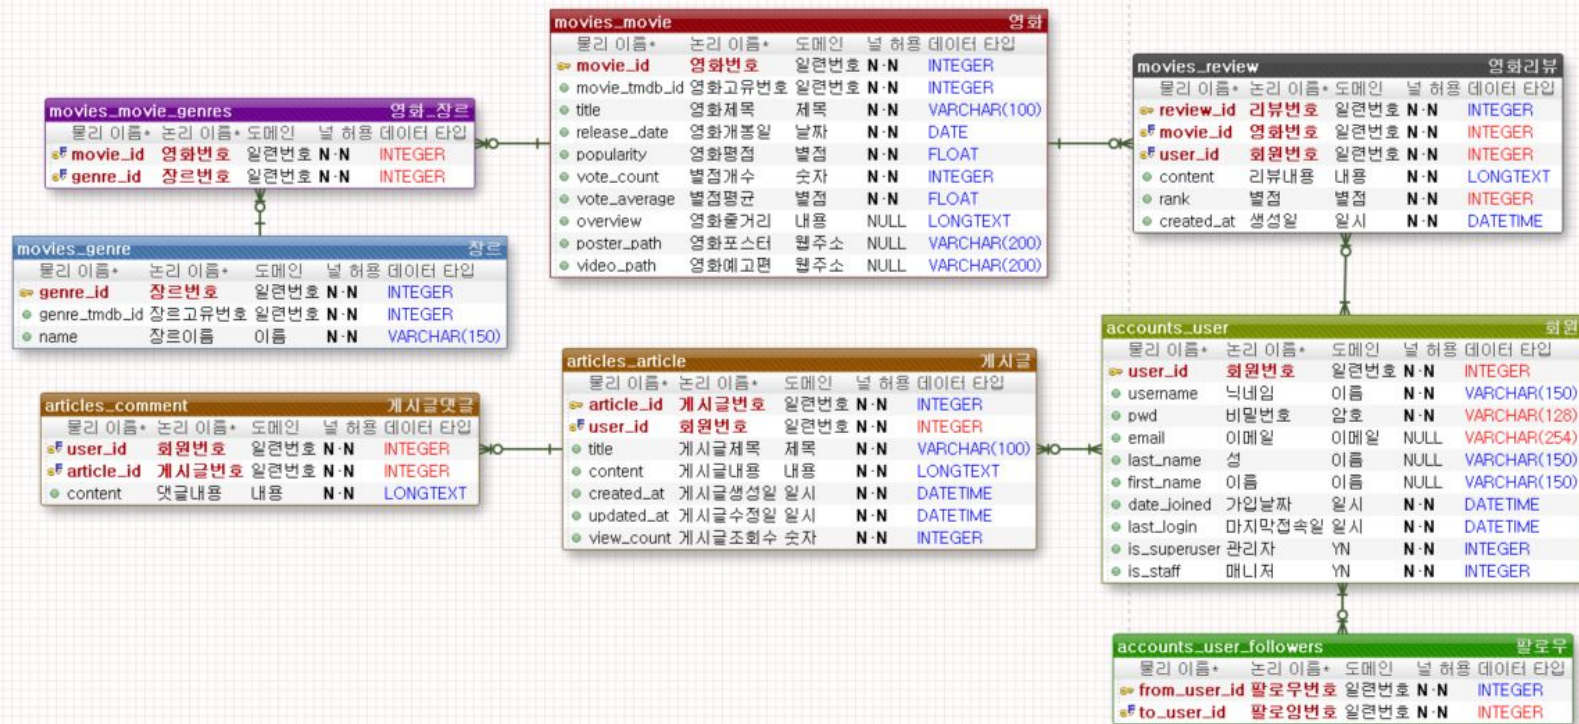 movies_movie 영화
물리 이름* 논리 이름* 도메인 널 허용 데이터 타입
movie_id 영화번호 일련번호 N·N INTEGER
movie_tmdb_id 영화고유번호 일련번호 N·N INTEGER
title 영화제목 제목 N·N VARCHAR(100)
release_date 영화개봉일 날짜 N·N DATE
popularity 영화평점 별점 N·N FLOAT
vote_count 별점개수 숫자 N·N INTEGER
vote_average 별점평균 별점 N·N FLOAT
overview 영화줄거리 내용 NULL LONGTEXT
poster_path 영화포스터 웹주소 NULL VARCHAR(200)
video_path 영화예고편 웹주소 NULL VARCHAR(200)
movies_review 영화리뷰
물리 이름* 논리 이름* 도메인 널 허용 데이터 타입
review_id 리뷰번호 일련번호 N·N INTEGER
movie_id 영화번호 일련번호 N·N INTEGER
user_id 회원번호 일련번호 N·N INTEGER
content 리뷰내용 내용 N·N LONGTEXT
rank 별점 별점 N·N INTEGER
created_at 생성일 일시 N·N DATETIME
movies_movie_genres 영화_장르
물리 이름* 논리 이름* 도메인 널 허용 데이터 타입
movie_id 영화번호 일련번호 N·N INTEGER
genre_id 장르번호 일련번호 N·N INTEGER
movies_genre 장르
물리 이름* 논리 이름* 도메인 널 허용 데이터 타입
genre_id 장르번호 일련번호 N·N INTEGER
genre_tmdb_id 장르고유번호 일련번호 N·N INTEGER
name 장르이름 이름 N·N VARCHAR(150)
articles_article 게시글
물리 이름* 논리 이름* 도메인 널 허용 데이터 타입
article_id 게시글번호 일련번호 N·N INTEGER
user_id 회원번호 일련번호 N·N INTEGER
title 게시글제목 제목 N·N VARCHAR(100)
content 게시글내용 내용 N·N LONGTEXT
created_at 게시글생성일 일시 N·N DATETIME
updated_at 게시글수정일 일시 N·N DATETIME
view_count 게시글조회수 숫자 N·N INTEGER
articles_comment 게시글댓글
물리 이름* 논리 이름* 도메인 널 허용 데이터 타입
user_id 회원번호 일련번호 N·N INTEGER
article_id 게시글번호 일련번호 N·N INTEGER
content 댓글내용 내용 N·N LONGTEXT
accounts_user 회원
물리 이름* 논리 이름* 도메인 널 허용 데이터 타입
user_id 회원번호 일련번호 N·N INTEGER
username 닉네임 이름 N·N VARCHAR(150)
pwd 비밀번호 암호 N·N VARCHAR(128)
email 이메일 이메일 NULL VARCHAR(254)
last_name 성 이름 NULL VARCHAR(150)
first_name 이름 이름 NULL VARCHAR(150)
date_joined 가입날짜 일시 N·N DATETIME
last_login 마지막접속일 일시 N·N DATETIME
is_superuser 관리자 YN N·N INTEGER
is_staff 매니저 YN N·N INTEGER
accounts_user_followers 팔로우
물리 이름* 논리 이름* 도메인 널 허용 데이터 타입
from_user_id 팔로우번호 일련번호 N·N INTEGER
to_user_id 팔로잉번호 일련번호 N·N INTEGER